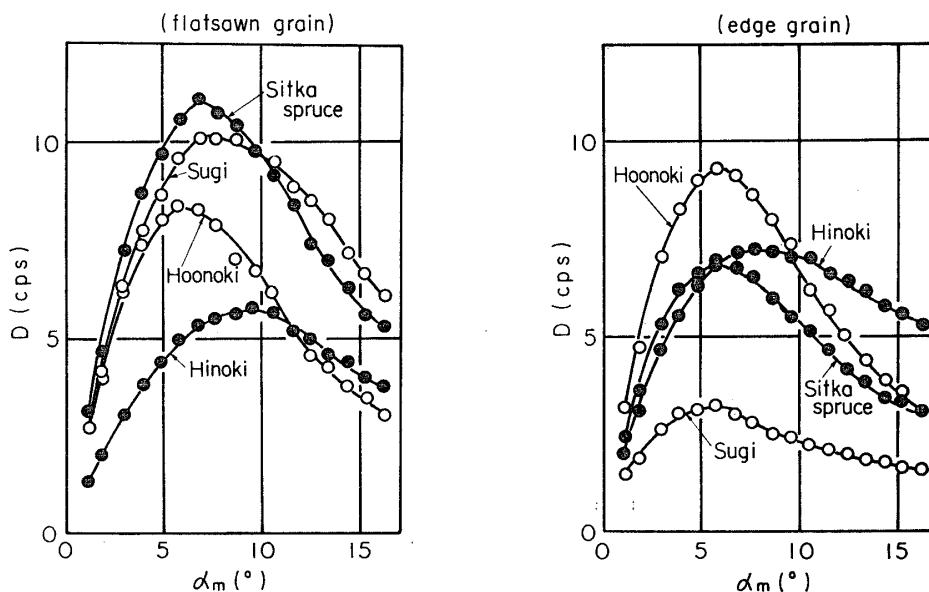 (flatsawn grain)
10
5
0
D (cps)
Sitka
spruce
Sugi
Hoonoki
Hinoki
0 5 10 15
αm (°)
(edge grain)
10
5
0
D (cps)
Hoonoki
Hinoki
Sitka
spruce
Sugi
0 5 10 15
αm (°)